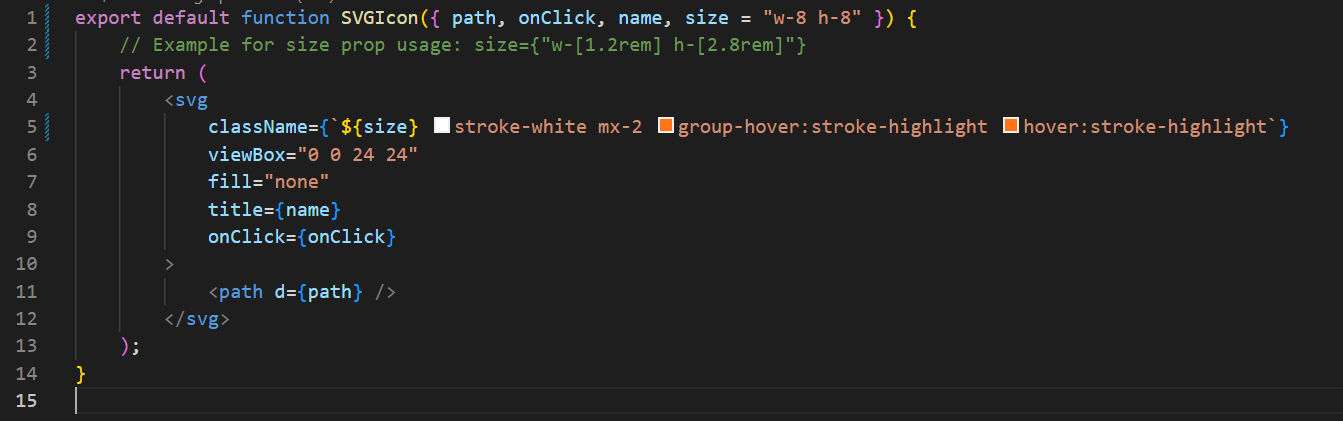 1 export default function SVGIcon({ path, onClick, name, size = "w-8 h-8" }) {
2 // Example for size prop usage: size={"w-[1.2rem] h-[2.8rem]"}
3 return (
4 <svg
5 className={`${size} stroke-white mx-2 group-hover:stroke-highlight hover:stroke-highlight`}
6 viewBox="0 0 24 24"
7 fill="none"
8 title={name}
9 onClick={onClick}
10 >
11 <path d={path} />
12 </svg>
13 );
14 }
15